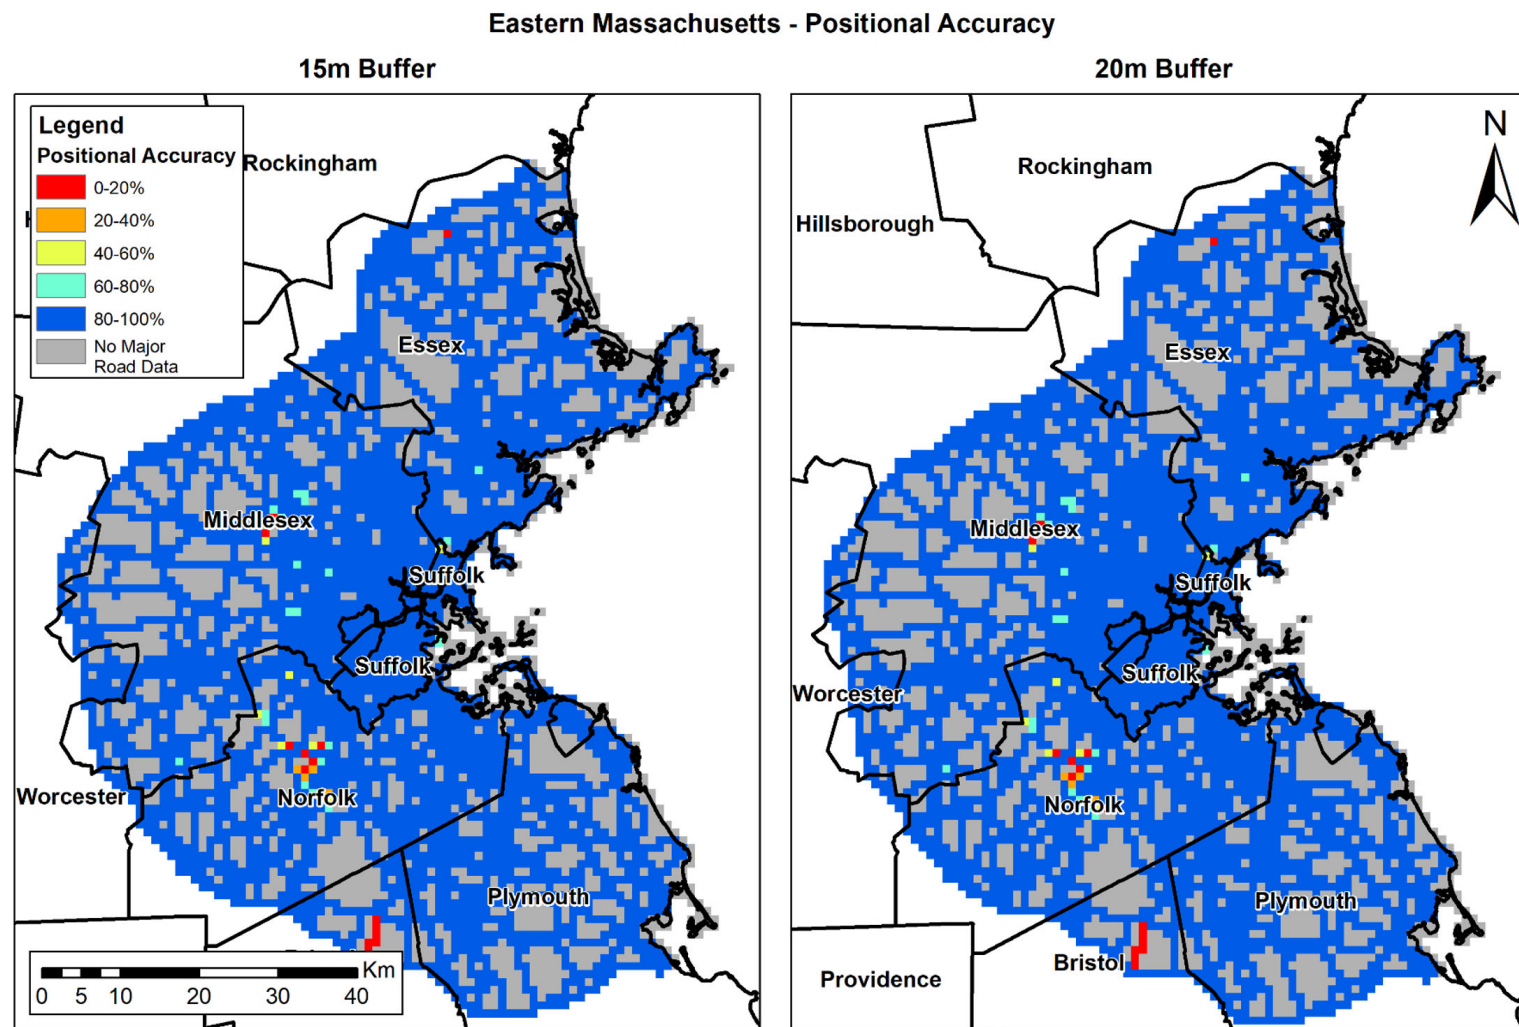 Eastern Massachusetts - Positional Accuracy
15m Buffer
20m Buffer
Legend
Positional Accuracy
0-20%
20-40%
40-60%
60-80%
80-100%
No Major
Road Data
Rockingham
Essex
Middlesex
Suffolk
Suffolk
Worcester
Norfolk
Plymouth
Km
0 5 10 20 30 40
N
Rockingham
Hillsborough
Essex
Middlesex
Suffolk
Suffolk
Worcester
Norfolk
Plymouth
Bristol
Providence